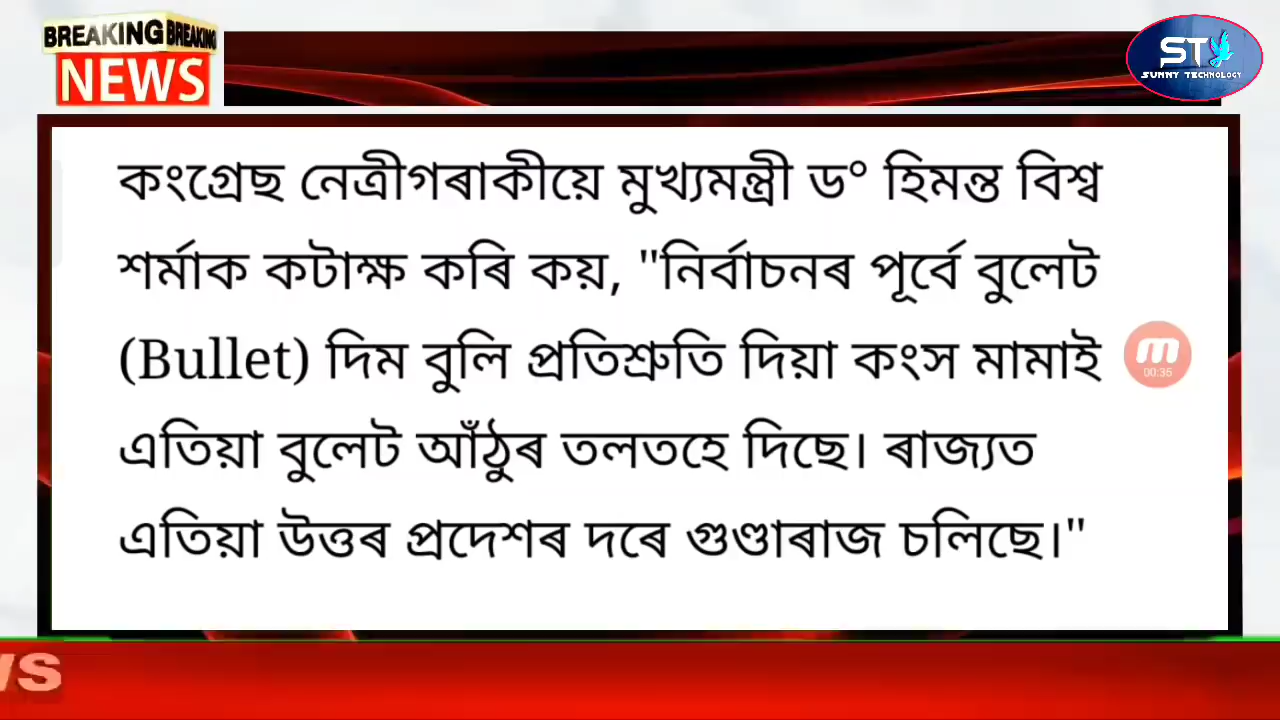 BREAKING BREAKING
NEWS
ST
SUNNY TECHNOLOGY
কংগ্ৰেছ নেত্ৰীগৰাকীয়ে মুখ্যমন্ত্ৰী ড° হিমন্ত বিশ্ব
শৰ্মাক কটাক্ষ কৰি কয়, "নিৰ্বাচনৰ পূৰ্বে বুলেট
(Bullet) দিম বুলি প্ৰতিশ্ৰুতি দিয়া কংস মামাই
00:35
এতিয়া বুলেট আঁঠুৰ তলতহে দিছে। ৰাজ্যত
এতিয়া উত্তৰ প্ৰদেশৰ দৰে গুণ্ডাৰাজ চলিছে।"